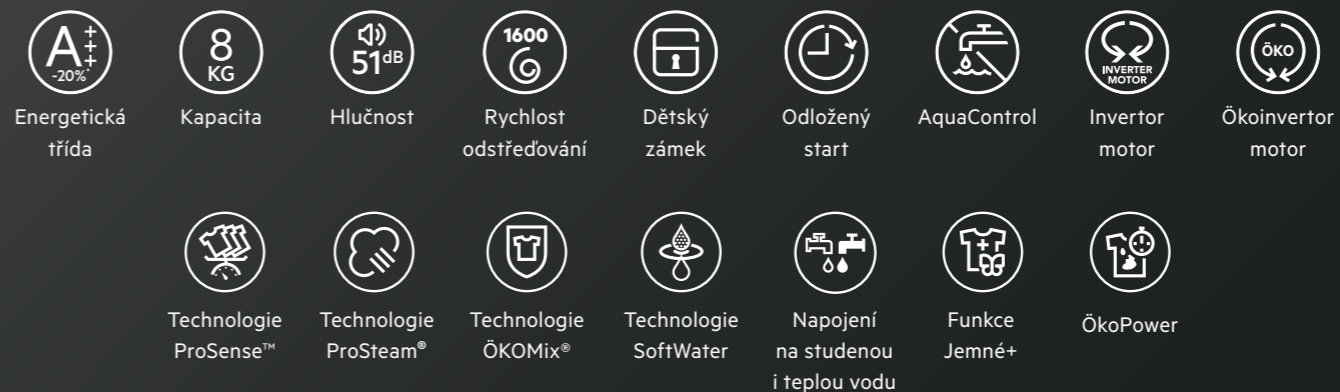 A+++
-20%*
8
KG
51dB
1600
INVERTER
MOTOR
ÖKO
Energetická
třída
Kapacita
Hlučnost
Rychlost
odstřeďování
Dětský
zámek
Odložený
start
AquaControl
Invertor
motor
Ökoinvertor
motor
Technologie
ProSense™
Technologie
ProSteam®
Technologie
ÖKOMix®
Technologie
SoftWater
Napojení
na studenou
i teplou vodu
Funkce
Jemné+
ÖkoPower